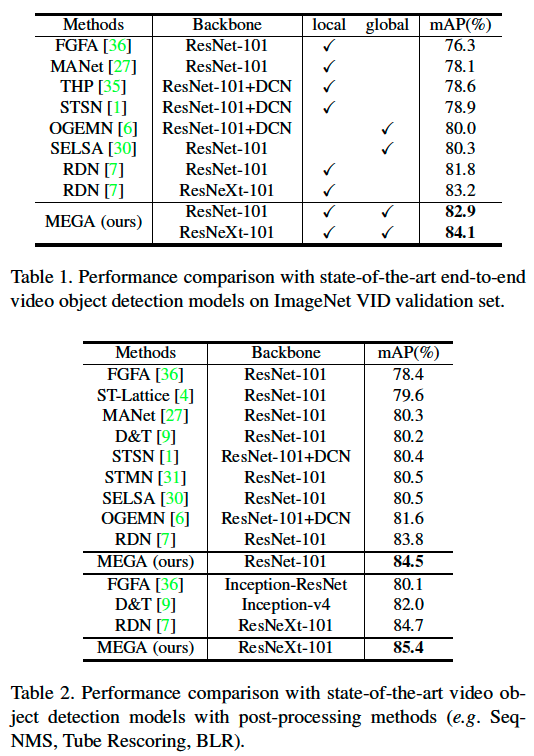 Methods Backbone local global mAP(%)
FGFA [36] ResNet-101 ✓ 76.3
MANet [27] ResNet-101 ✓ 78.1
THP [35] ResNet-101+DCN ✓ 78.6
STSN [1] ResNet-101+DCN ✓ 78.9
OGEMN [6] ResNet-101+DCN ✓ 80.0
SELSA [30] ResNet-101 ✓ 80.3
RDN [7] ResNet-101 ✓ 81.8
RDN [7] ResNeXt-101 ✓ 83.2
MEGA (ours) ResNet-101 ✓ ✓ 82.9
ResNeXt-101 ✓ ✓ 84.1
Table 1. Performance comparison with state-of-the-art end-to-end
video object detection models on ImageNet VID validation set.
Methods Backbone mAP(%)
FGFA [36] ResNet-101 78.4
ST-Lattice [4] ResNet-101 79.6
MANet [27] ResNet-101 80.3
D&T [9] ResNet-101 80.2
STSN [1] ResNet-101+DCN 80.4
STMN [31] ResNet-101 80.5
SELSA [30] ResNet-101 80.5
OGEMN [6] ResNet-101+DCN 81.6
RDN [7] ResNet-101 83.8
MEGA (ours) ResNet-101 84.5
FGFA [36] Inception-ResNet 80.1
D&T [9] Inception-v4 82.0
RDN [7] ResNeXt-101 84.7
MEGA (ours) ResNeXt-101 85.4
Table 2. Performance comparison with state-of-the-art video ob-
ject detection models with post-processing methods (e.g. Seq-
NMS, Tube Rescoring, BLR).